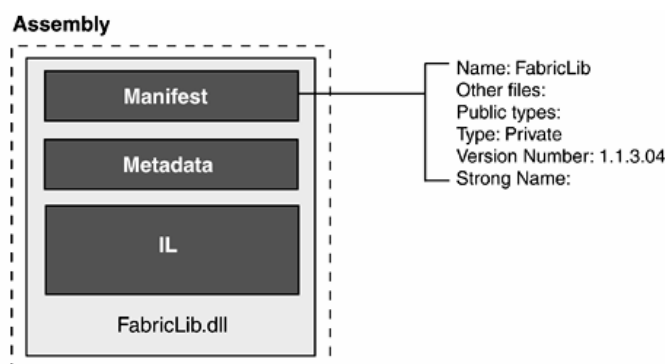 Assembly
Manifest
Metadata
IL
FabricLib.dll
Name: FabricLib
Other files:
Public types:
Type: Private
Version Number: 1.1.3.04
Strong Name: